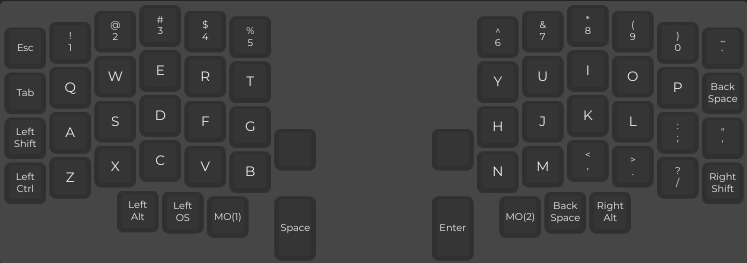 Esc
!
1
@
2
#
3
$
4
%
5
^
6
&
7
*
8
(
9
)
0
~
Tab
Q
W
E
R
T
Y
U
I
O
P
Back
Space
Left
Shift
A
S
D
F
G
H
J
K
L
:
;
"
'
Left
Ctrl
Z
X
C
V
B
N
M
<
,
>
.
?
/
Right
Shift
Left
Alt
Left
OS
MO(1)
Space
Enter
MO(2)
Back
Space
Right
Alt